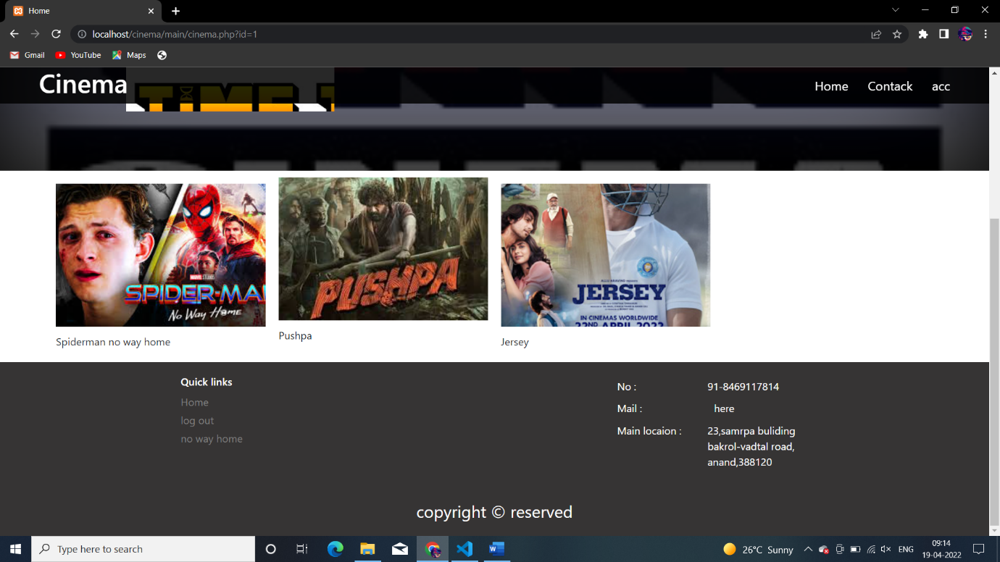 Home
localhost/cinema/main/cinema.php?id=1
Gmail YouTube Maps
Cinema
Home Contack acc
TIME
SPIDER-MAN
NO WAY HOME
PUSHPA
JERSEY
IN CINEMAS WORLDWIDE
22ND APRIL 2022
Spiderman no way home
Pushpa
Jersey
Quick links
Home
log out
no way home
No : 91-8469117814
Mail : here
Main locaion : 23,samrpa buliding
bakrol-vadtal road,
anand,388120
copyright © reserved
Type here to search
26°C Sunny
ENG
09:14
19-04-2022